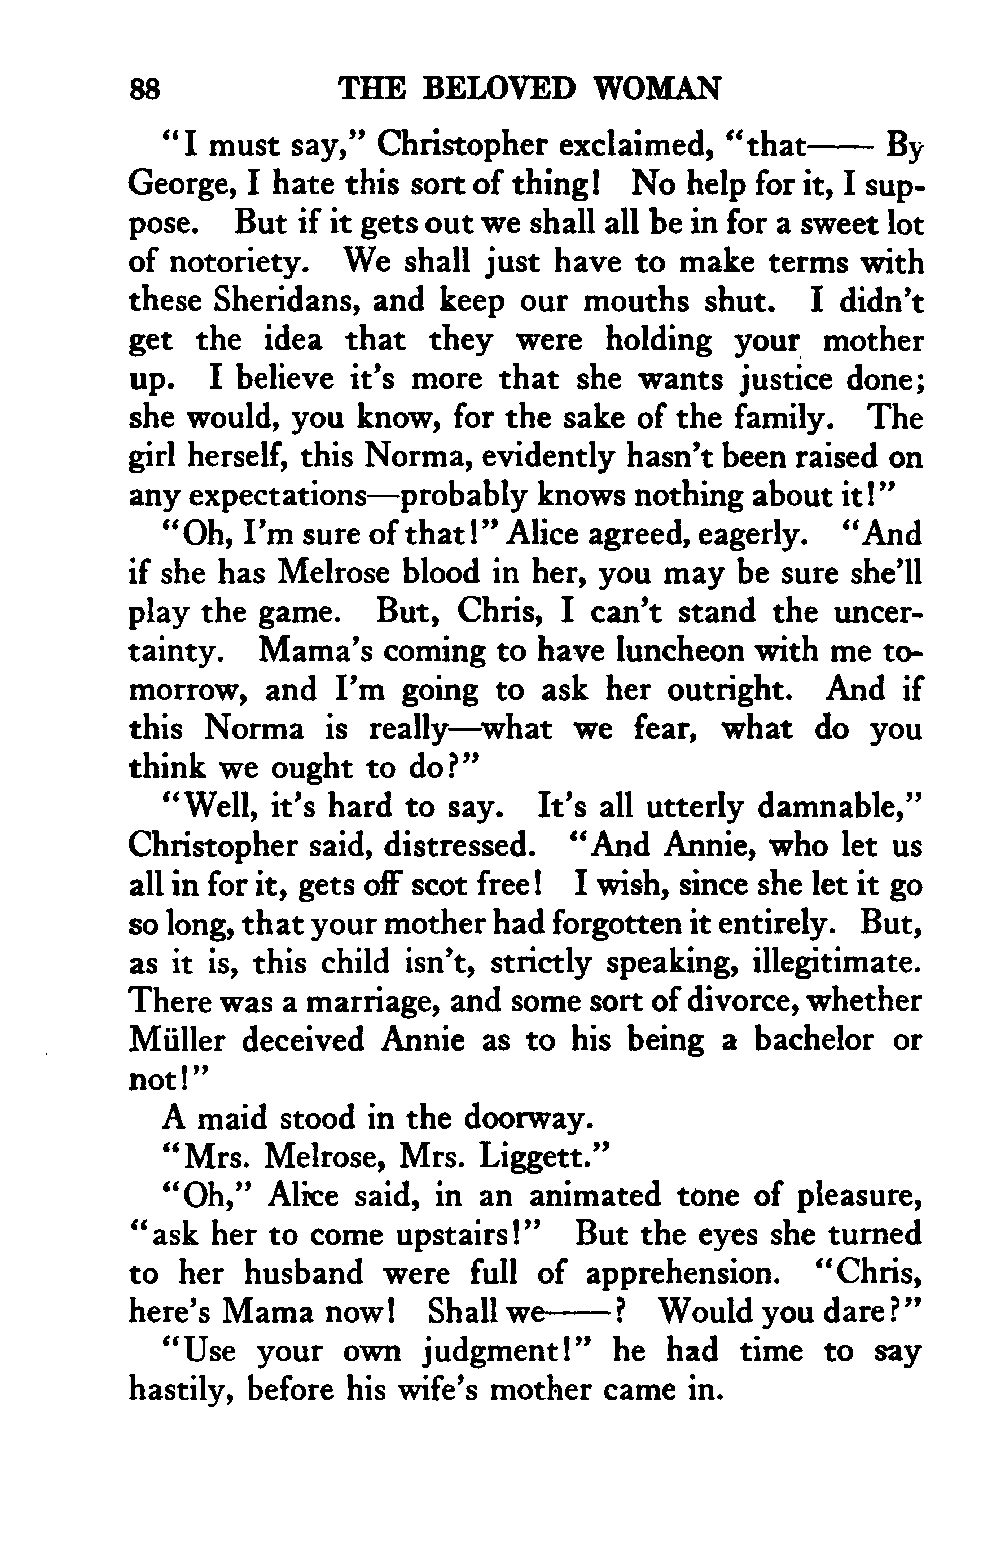 88 THE BELOVED WOMAN
“I must say,” Christopher exclaimed, “that—— By
George, I hate this sort of thing! No help for it, I sup-
pose. But if it gets out we shall all be in for a sweet lot
of notoriety. We shall just have to make terms with
these Sheridans, and keep our mouths shut. I didn’t
get the idea that they were holding your mother
up. I believe it’s more that she wants justice done;
she would, you know, for the sake of the family. The
girl herself, this Norma, evidently hasn’t been raised on
any expectations—probably knows nothing about it!”
“Oh, I’m sure of that!” Alice agreed, eagerly. “And
if she has Melrose blood in her, you may be sure she’ll
play the game. But, Chris, I can’t stand the uncer-
tainty. Mama’s coming to have luncheon with me to-
morrow, and I’m going to ask her outright. And if
this Norma is really—what we fear, what do you
think we ought to do?”
“Well, it’s hard to say. It’s all utterly damnable,”
Christopher said, distressed. “And Annie, who let us
all in for it, gets off scot free! I wish, since she let it go
so long, that your mother had forgotten it entirely. But,
as it is, this child isn’t, strictly speaking, illegitimate.
There was a marriage, and some sort of divorce, whether
Müller deceived Annie as to his being a bachelor or
not!”
A maid stood in the doorway.
“Mrs. Melrose, Mrs. Liggett.”
“Oh,” Alice said, in an animated tone of pleasure,
“ask her to come upstairs!” But the eyes she turned
to her husband were full of apprehension. “Chris,
here’s Mama now! Shall we——? Would you dare?”
“Use your own judgment!” he had time to say
hastily, before his wife’s mother came in.